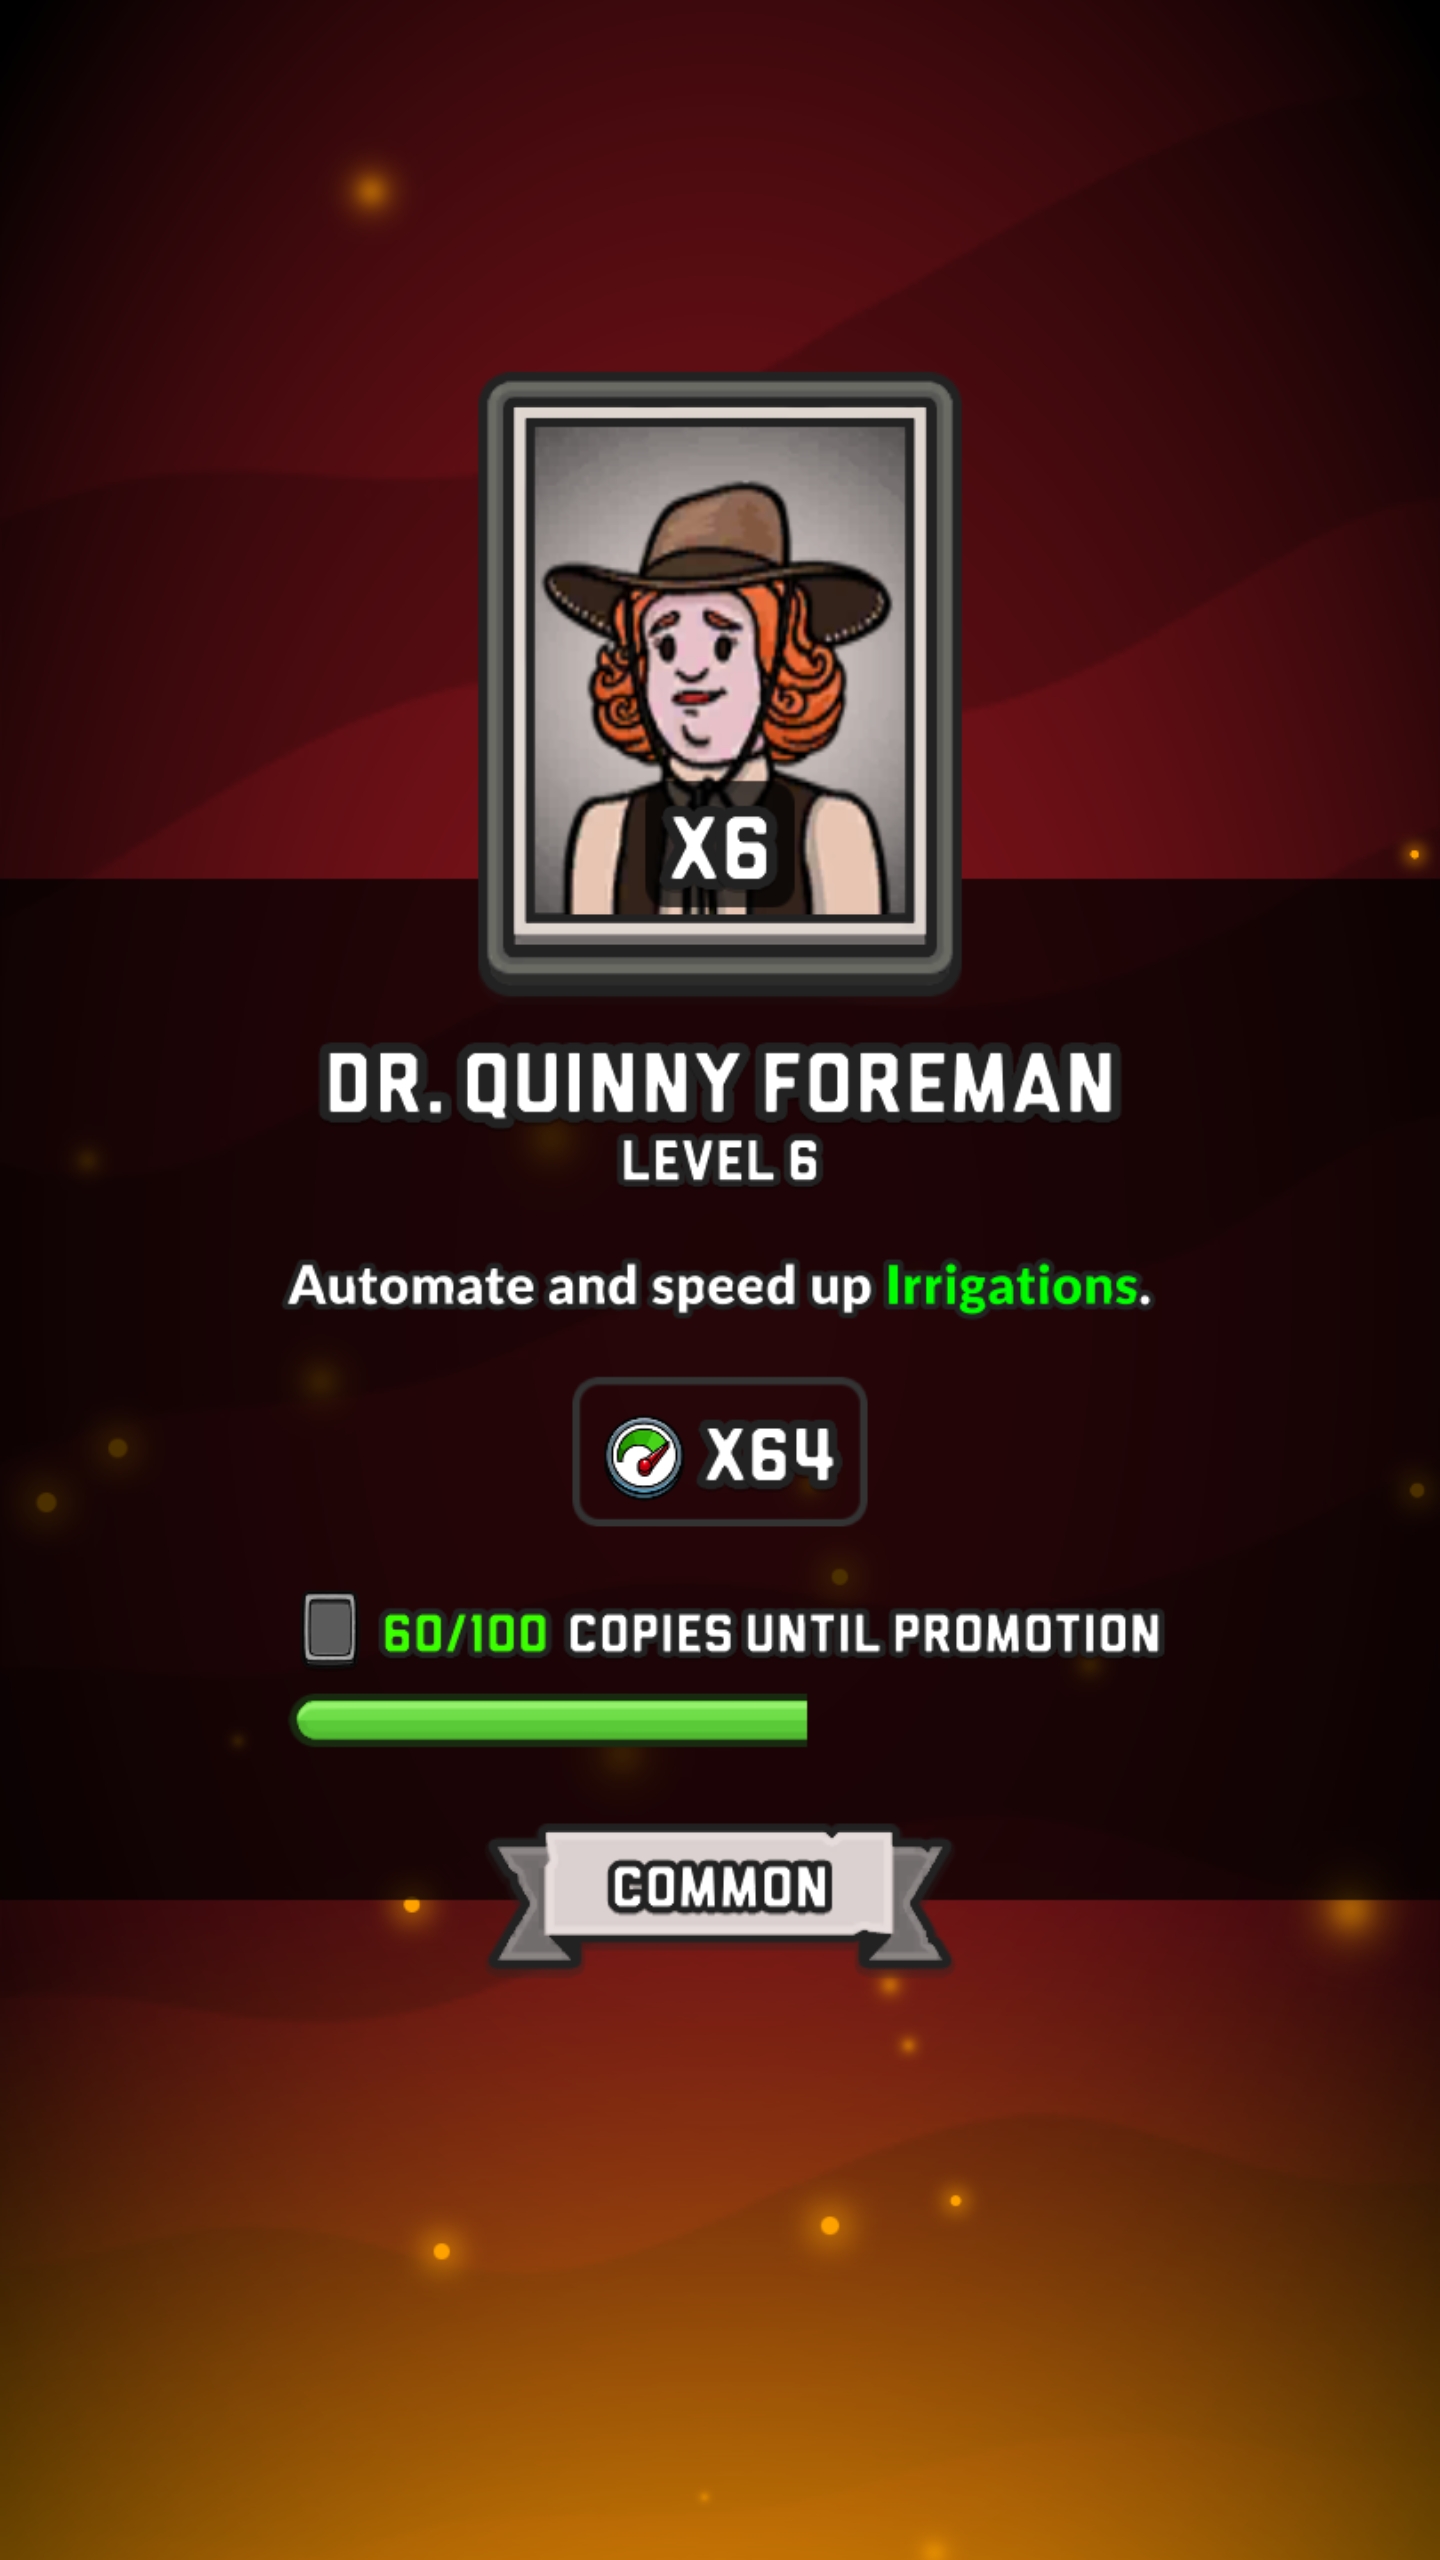 X6
DR. QUINNY FOREMAN
LEVEL 6
Automate and speed up Irrigations.
X64
60/100 COPIES UNTIL PROMOTION
COMMON